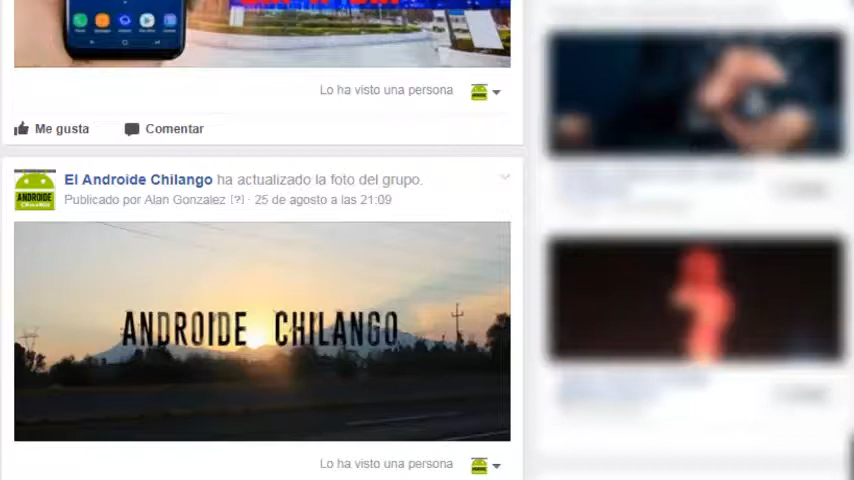 Lo ha visto una persona
Me gusta Comentar
El Androide Chilango ha actualizado la foto del grupo.
ANDROIDE
Publicado por Alan Gonzalez [?] · 25 de agosto a las 21:09
ANDROIDE CHILANGO
Lo ha visto una persona